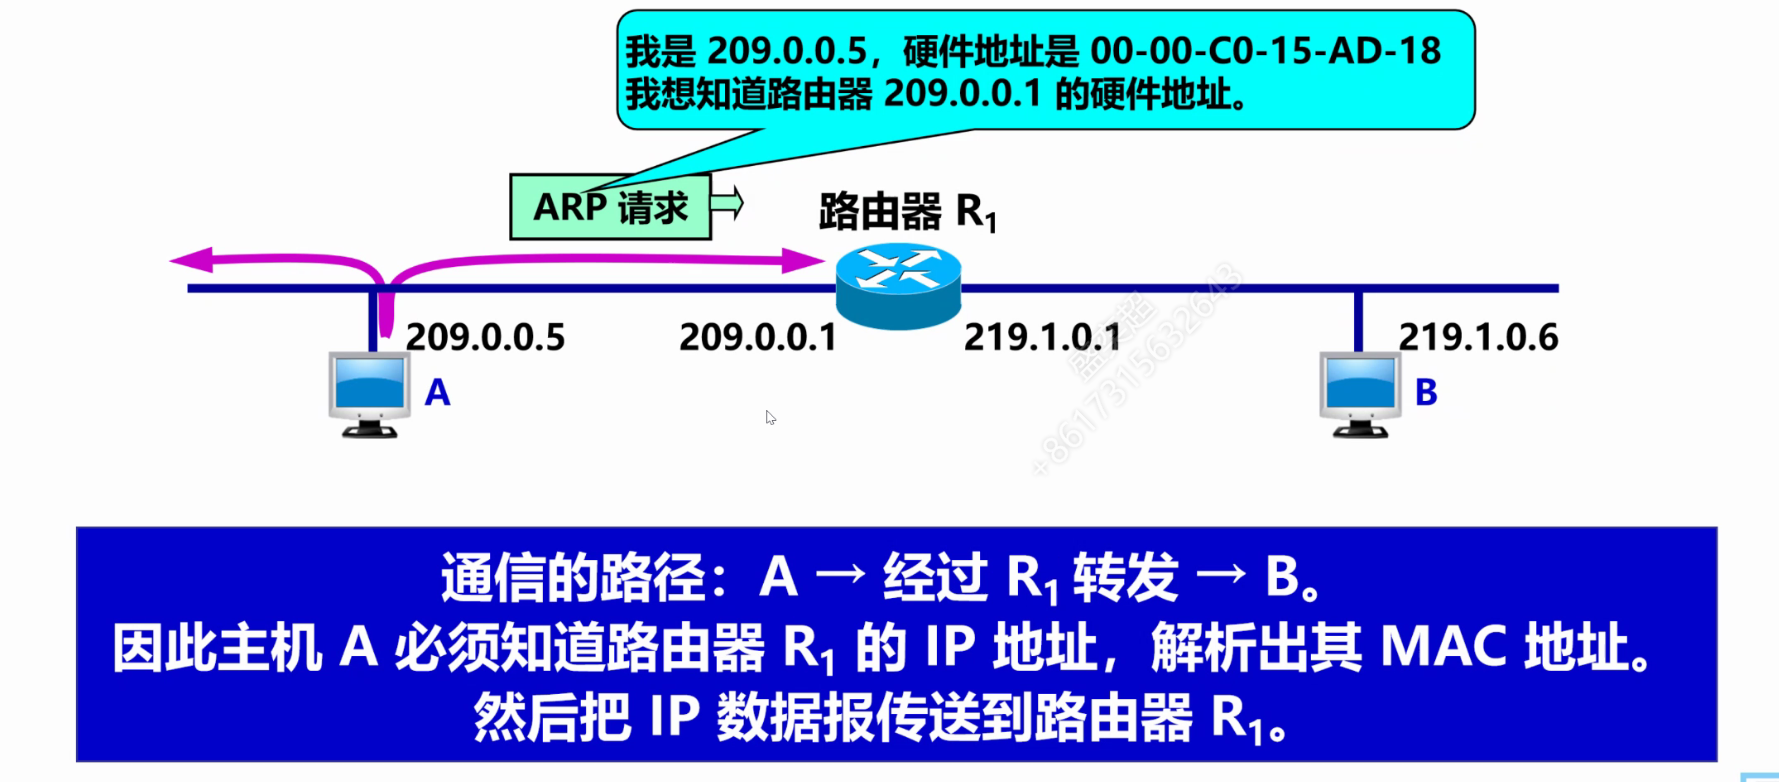 我是 209.0.0.5，硬件地址是 00-00-C0-15-AD-18
我想知道路由器 209.0.0.1 的硬件地址。
ARP 请求
路由器 R1
209.0.0.5
209.0.0.1
219.1.0.1
219.1.0.6
A
B
+8617315632643
通信的路径：A → 经过 R1 转发 → B。
因此主机 A 必须知道路由器 R1 的 IP 地址，解析出其 MAC 地址。
然后把 IP 数据报传送到路由器 R1。